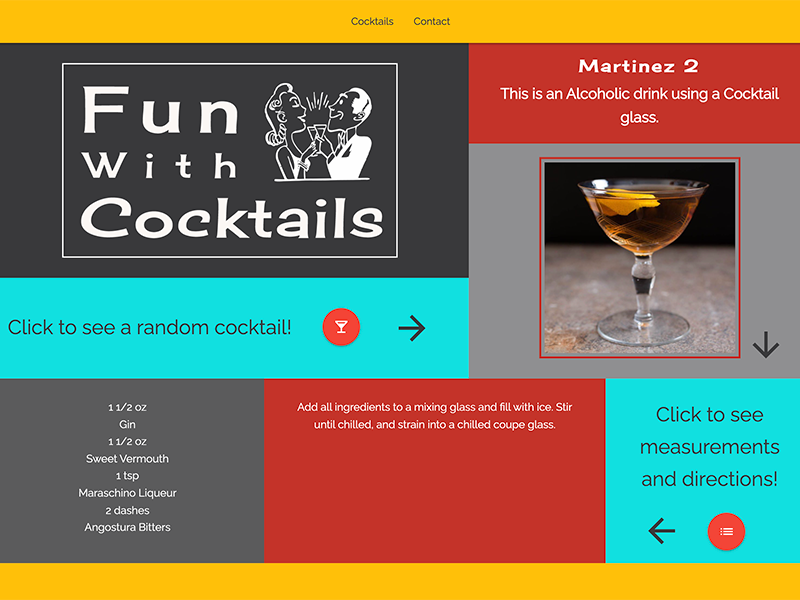 Cocktails Contact
Fun
With
Cocktails
Martinez 2
This is an Alcoholic drink using a Cocktail
glass.
Click to see a random cocktail!
1 1/2 oz
Gin
1 1/2 oz
Sweet Vermouth
1 tsp
Maraschino Liqueur
2 dashes
Angostura Bitters
Add all ingredients to a mixing glass and fill with ice. Stir
until chilled, and strain into a chilled coupe glass.
Click to see
measurements
and directions!